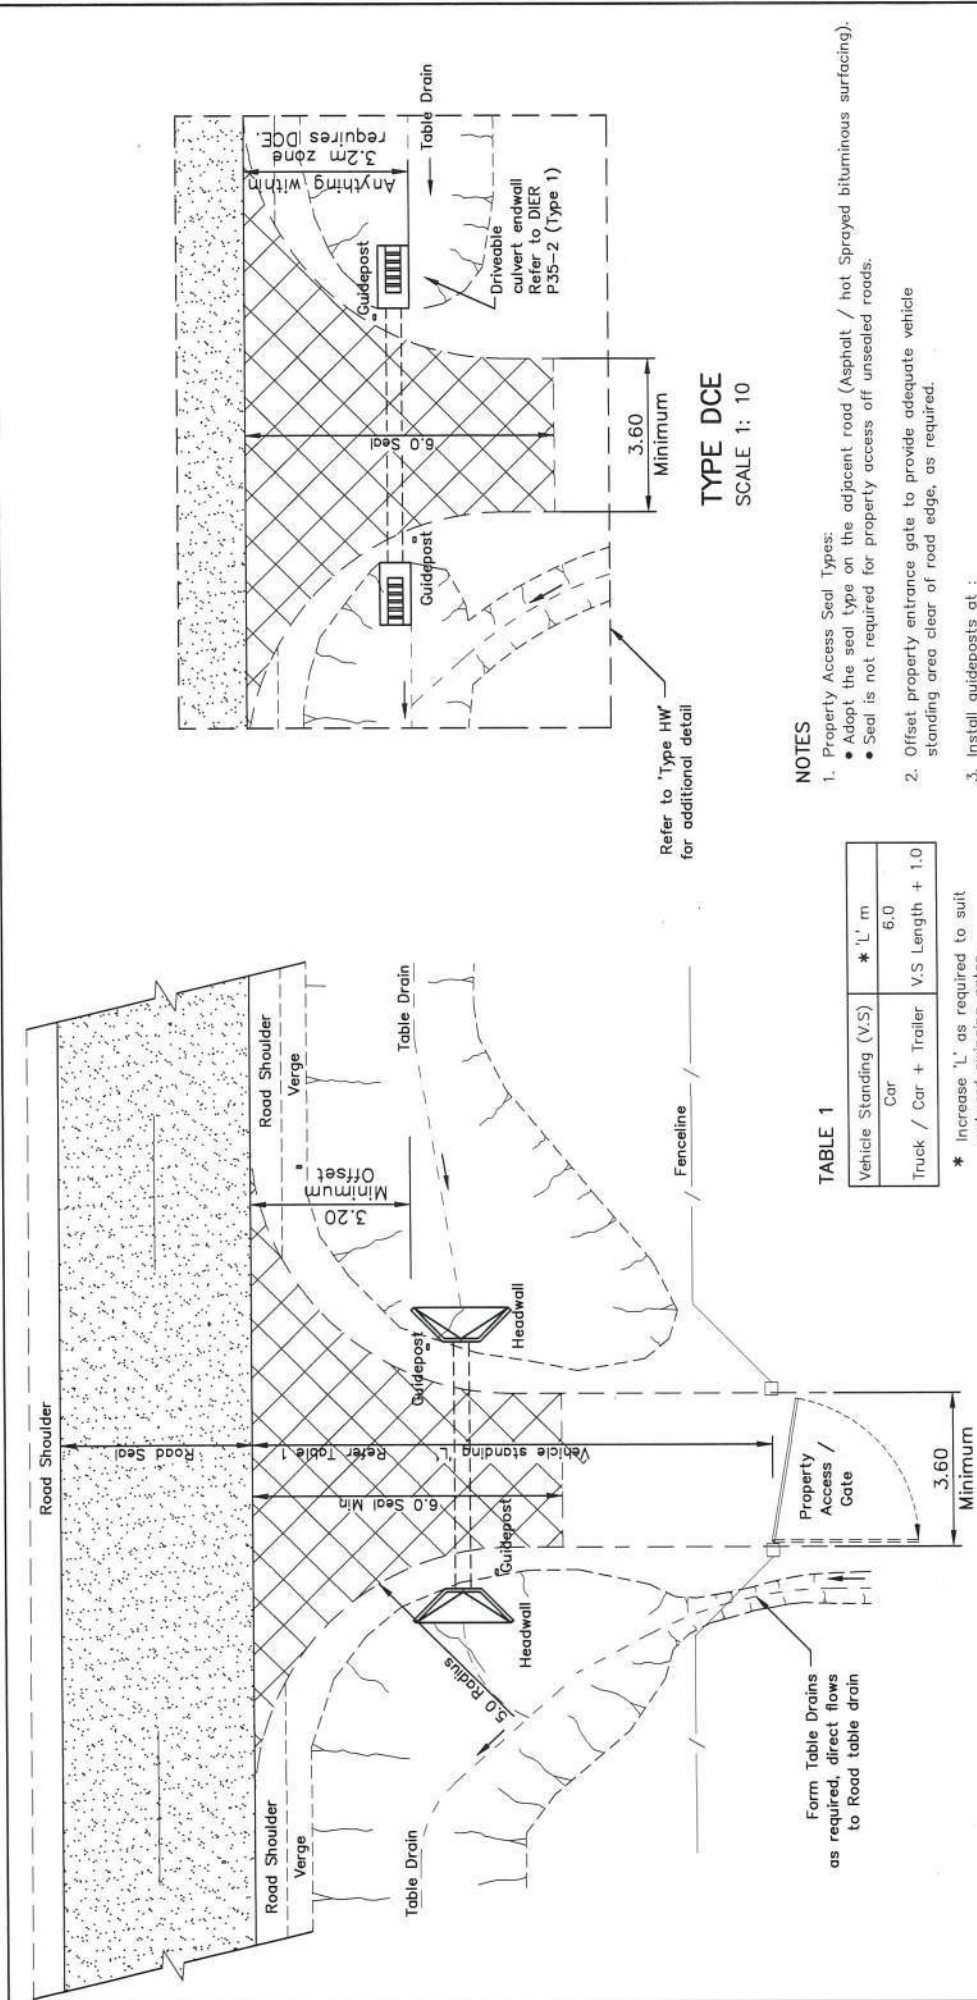 Road Shoulder
Road Seal
Road Shoulder
Verge
Road Shoulder
Verge
3.20
Minimum
Offset
Table Drain
Table Drain
5.0 Radius
6.0 Seal Min
Vehicle standing 'L' Refer Table 1
Guidepost
Guidepost
Headwall
Headwall
Fenceline
Property
Access /
Gate
3.60
Minimum
Form Table Drains
as required, direct flows
to Road table drain
Anything within
3.2m zone
requires DCE.
Table Drain
Guidepost
Guidepost
6.0 Seal
Driveable
culvert endwall
Refer to DIER
P35-2 (Type 1)
3.60
Minimum
Refer to 'Type HW'
for additional detail
TYPE DCE
SCALE 1: 10
TABLE 1
Vehicle Standing (V.S) * 'L' m
Car 6.0
Truck / Car + Trailer V.S Length + 1.0
* Increase 'L' as required to suit
NOTES
1. Property Access Seal Types:
• Adopt the seal type on the adjacent road (Asphalt / hot Sprayed bituminous surfacing).
• Seal is not required for property access off unsealed roads.
2. Offset property entrance gate to provide adequate vehicle
standing area clear of road edge, as required.
3. Install guideposts at :